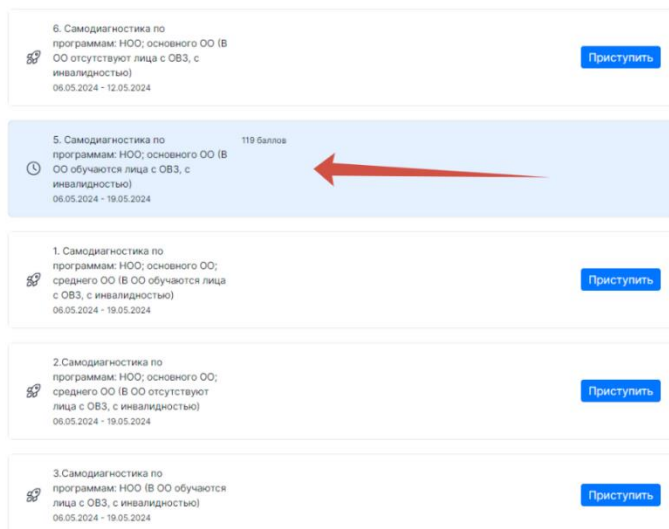 6. Самодиагностика по
программам: НОО; основного ОО (В
ОО отсутствуют лица с ОВЗ, с
инвалидностью)
06.05.2024 - 12.05.2024
Приступить
5. Самодиагностика по
программам: НОО; основного ОО (В
ОО обучаются лица с ОВЗ, с
инвалидностью)
06.05.2024 - 19.05.2024
119 баллов
1. Самодиагностика по
программам: НОО; основного ОО;
среднего ОО (В ОО обучаются лица
с ОВЗ, с инвалидностью)
06.05.2024 - 19.05.2024
Приступить
2.Самодиагностика по
программам: НОО; основного ОО;
среднего ОО (В ОО отсутствуют
лица с ОВЗ, с инвалидностью)
06.05.2024 - 19.05.2024
Приступить
3.Самодиагностика по
программам: НОО (В ОО обучаются
лица с ОВЗ, с инвалидностью)
06.05.2024 - 19.05.2024
Приступить